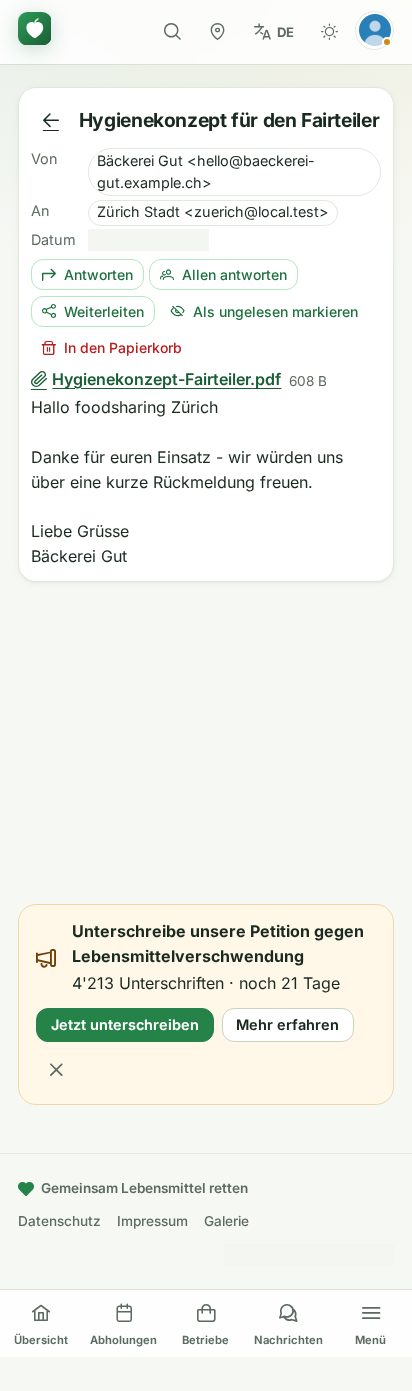 DE
Hygienekonzept für den Fairteiler
Von
Bäckerei Gut <hello@baeckerei-
gut.example.ch>
An
Zürich Stadt <zuerich@local.test>
Datum
Antworten
Allen antworten
Weiterleiten
Als ungelesen markieren
In den Papierkorb
Hygienekonzept-Fairteiler.pdf 608 B
Hallo foodsharing Zürich
Danke für euren Einsatz - wir würden uns
über eine kurze Rückmeldung freuen.
Liebe Grüsse
Bäckerei Gut
Unterschreibe unsere Petition gegen
Lebensmittelverschwendung
4'213 Unterschriften · noch 21 Tage
Jetzt unterschreiben
Mehr erfahren
Gemeinsam Lebensmittel retten
Datenschutz Impressum Galerie
Übersicht Abholungen Betriebe Nachrichten Menü